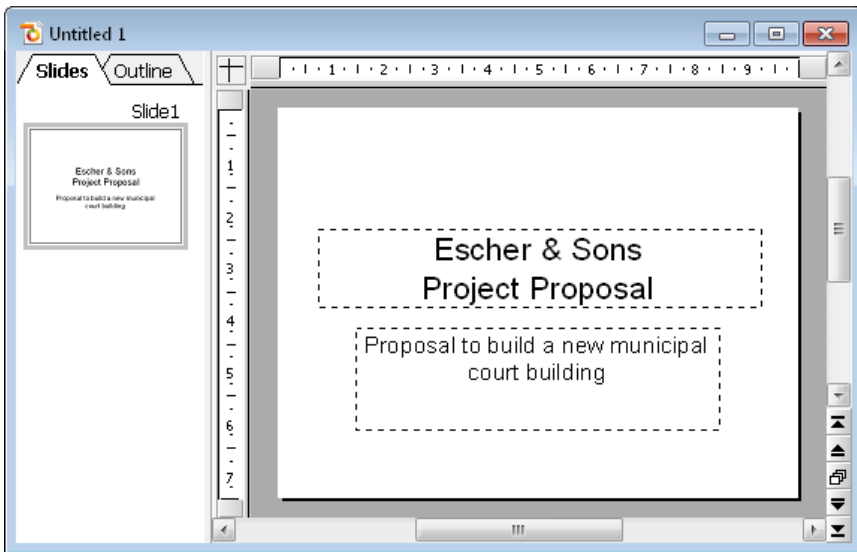 Untitled 1
Slides Outline
Slide1
Escher & Sons
Project Proposal
Proposal to build a new municipal
court building
1 2 3 4 5 6 7 8 9
1
2
3
4
5
6
7
Escher & Sons
Project Proposal
Proposal to build a new municipal
court building